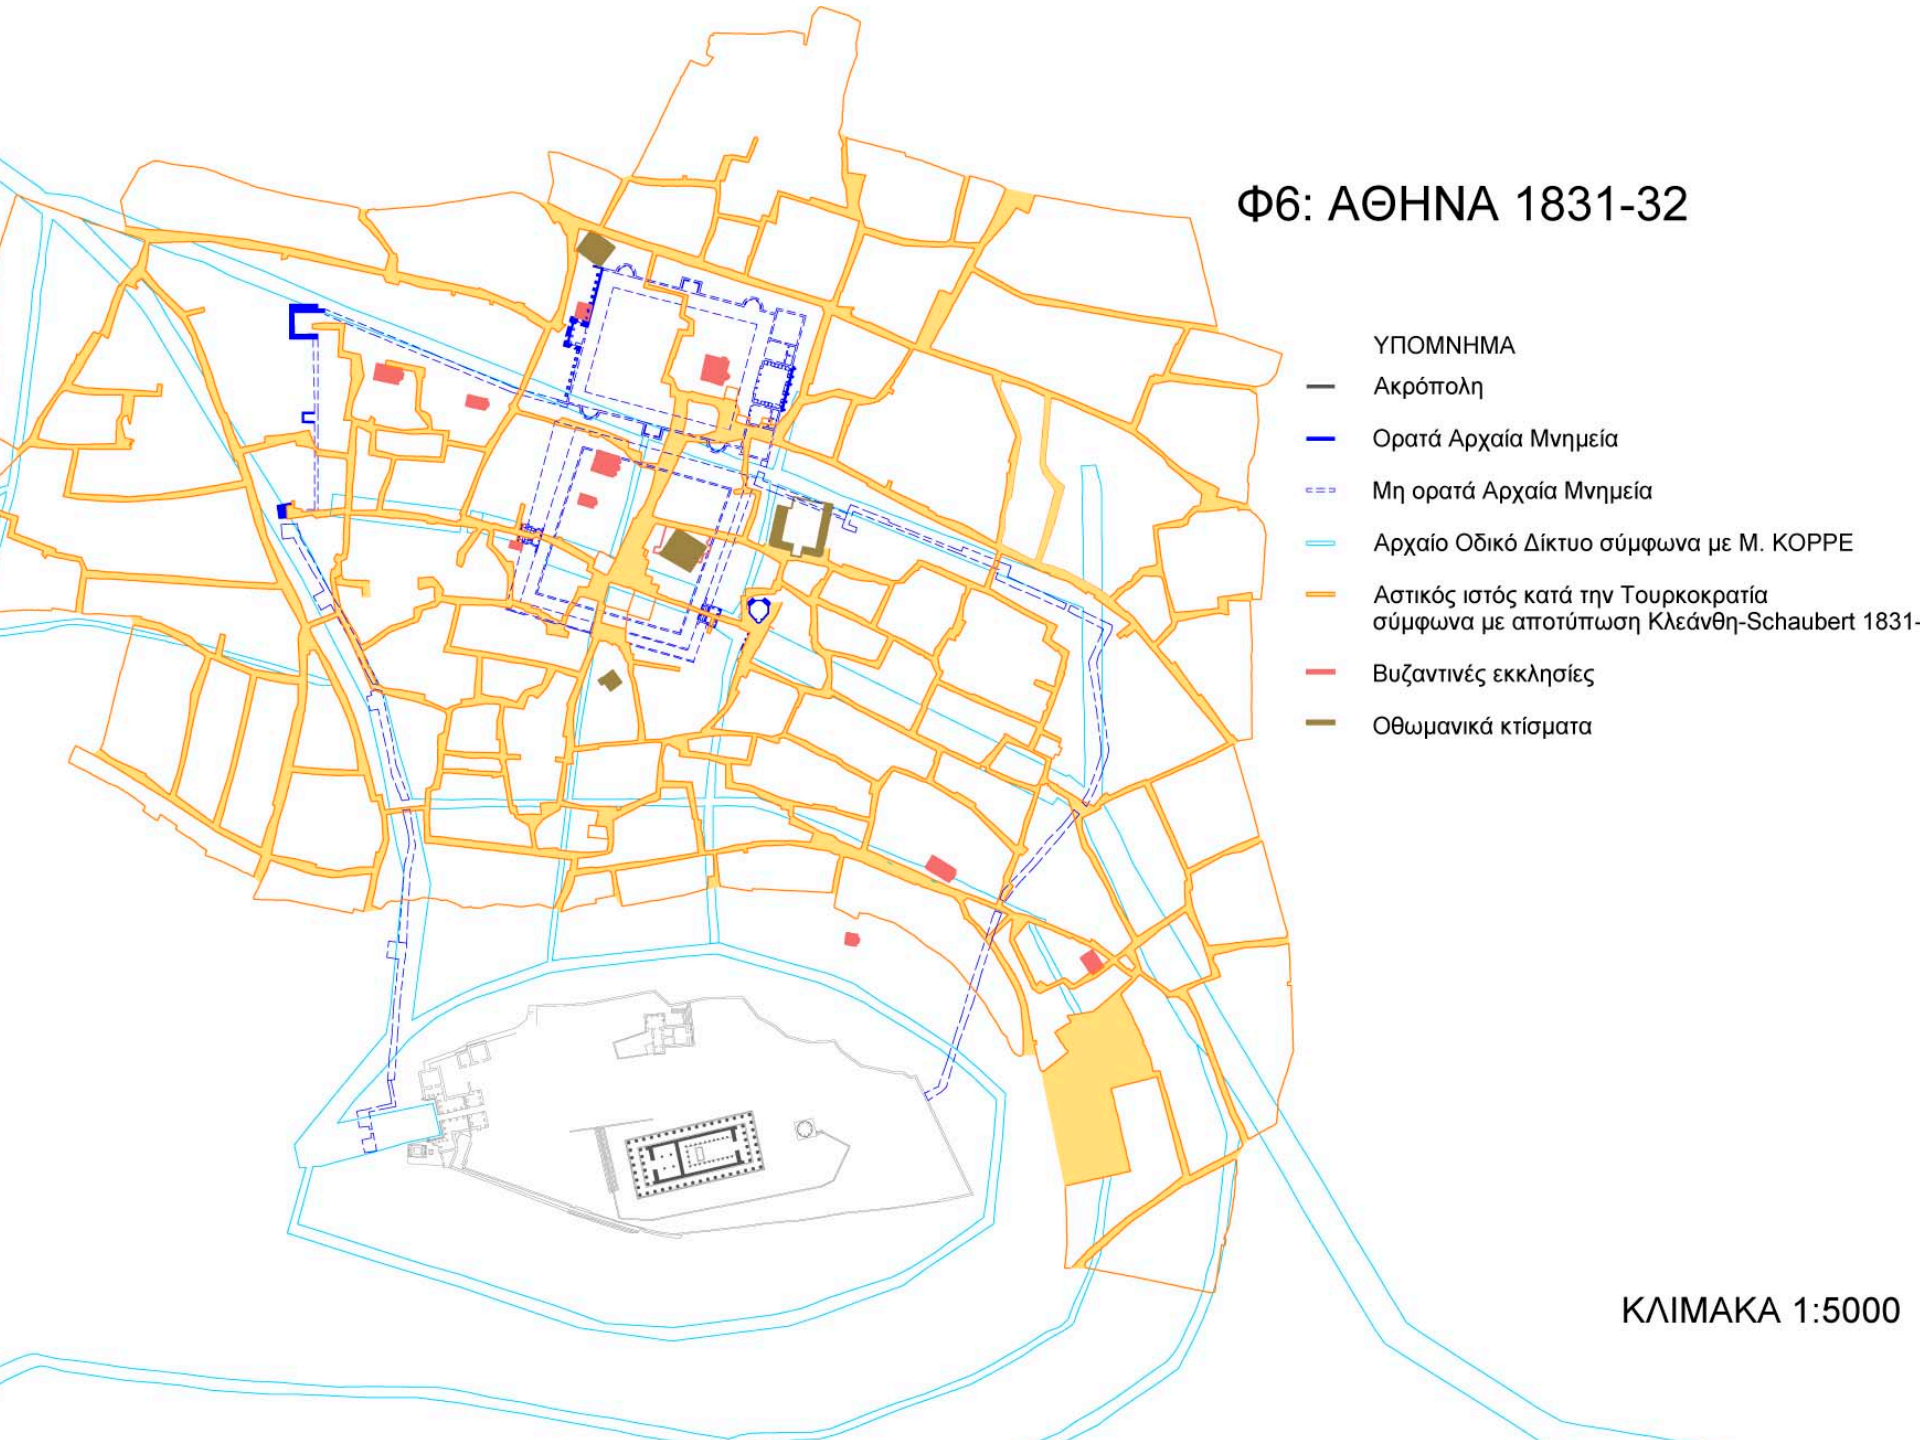 Φ6: ΑΘΗΝΑ 1831-32
ΥΠΟΜΝΗΜΑ
Ακρόπολη
Ορατά Αρχαία Μνημεία
Μη ορατά Αρχαία Μνημεία
Αρχαίο Οδικό Δίκτυο σύμφωνα με Μ. ΚΟΡΡΕ
Αστικός ιστός κατά την Τουρκοκρατία
σύμφωνα με αποτύπωση Κλεάνθη-Schaubert 1831-
Βυζαντινές εκκλησίες
Οθωμανικά κτίσματα
ΚΛΙΜΑΚΑ 1:5000